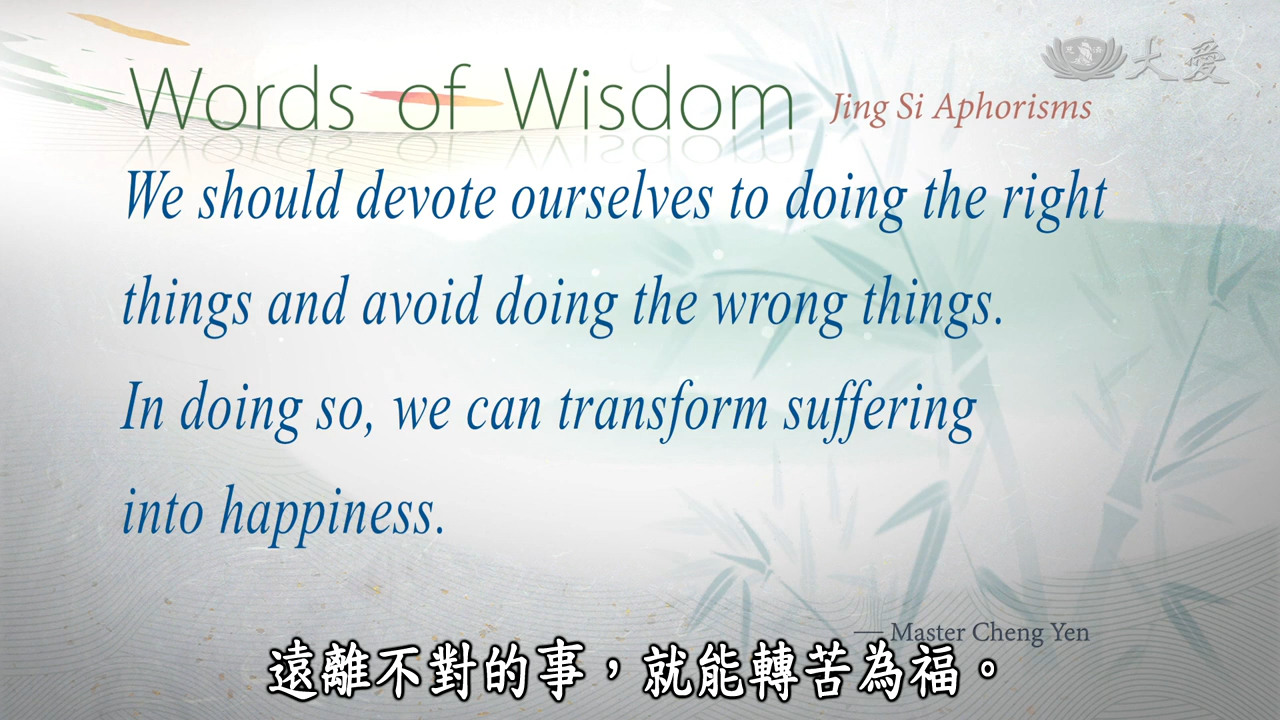 大愛
Words of Wisdom Jing Si Aphorisms
We should devote ourselves to doing the right
things and avoid doing the wrong things.
In doing so, we can transform suffering
into happiness.
— Master Cheng Yen
遠離不對的事，就能轉苦為福。